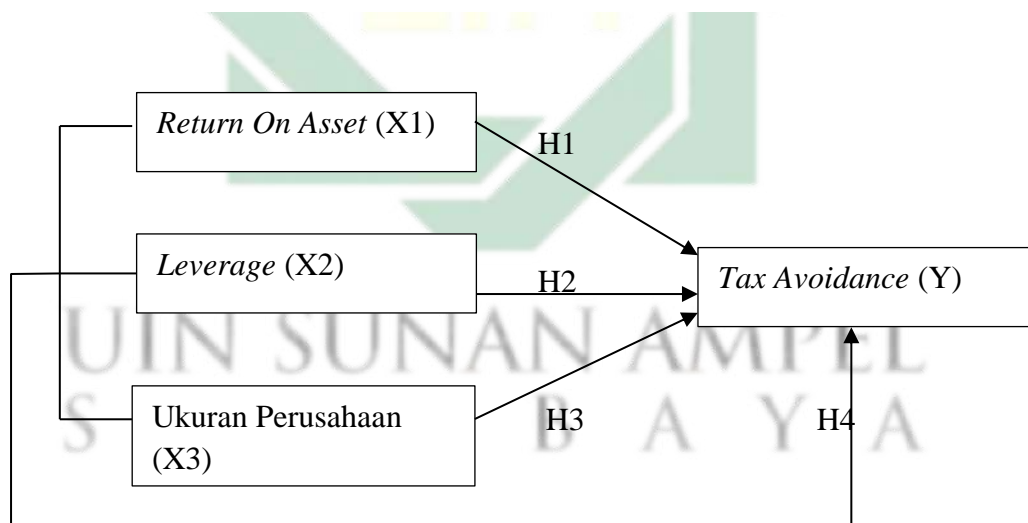 Return On Asset (X1)
H1
Leverage (X2)
H2
Tax Avoidance (Y)
Ukuran Perusahaan
(X3)
H3
H4
UIN SUNAN AMPEL
S B A Y A